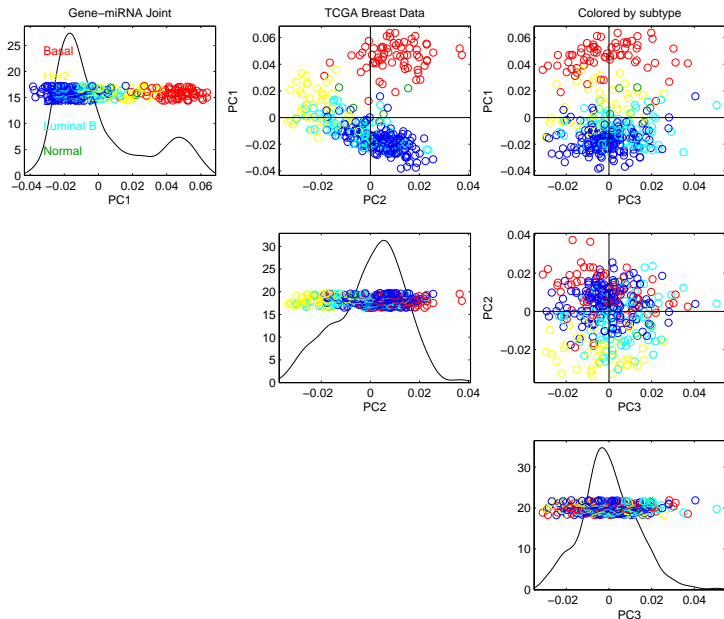 Gene−miRNA Joint
TCGA Breast Data
Colored by subtype
Basal
Her2
Luminal B
Normal
25
20
15
10
5
0
−0.04 −0.02 0 0.02 0.04 0.06
PC1
PC1
0.06
0.04
0.02
0
−0.02
−0.04
−0.02 0 0.02 0.04
PC2
PC1
0.06
0.04
0.02
0
−0.02
−0.04
−0.02 0 0.02 0.04
PC3
30
25
20
15
10
5
0
−0.02 0 0.02 0.04
PC2
PC2
0.04
0.02
0
−0.02
−0.02 0 0.02 0.04
PC3
30
20
10
0
−0.02 0 0.02 0.04
PC3